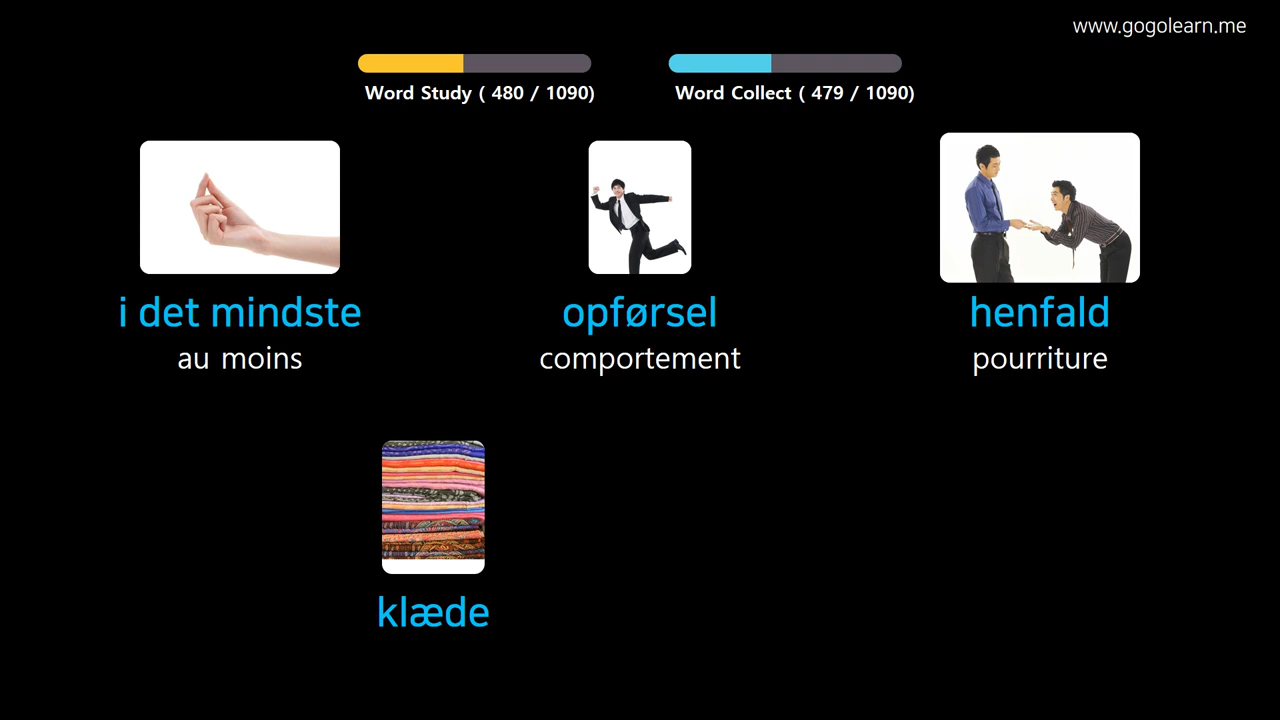 www.gogolearn.me
Word Study ( 480 / 1090)
Word Collect ( 479 / 1090)
i det mindste
au moins
opførsel
comportement
henfald
pourriture
klæde